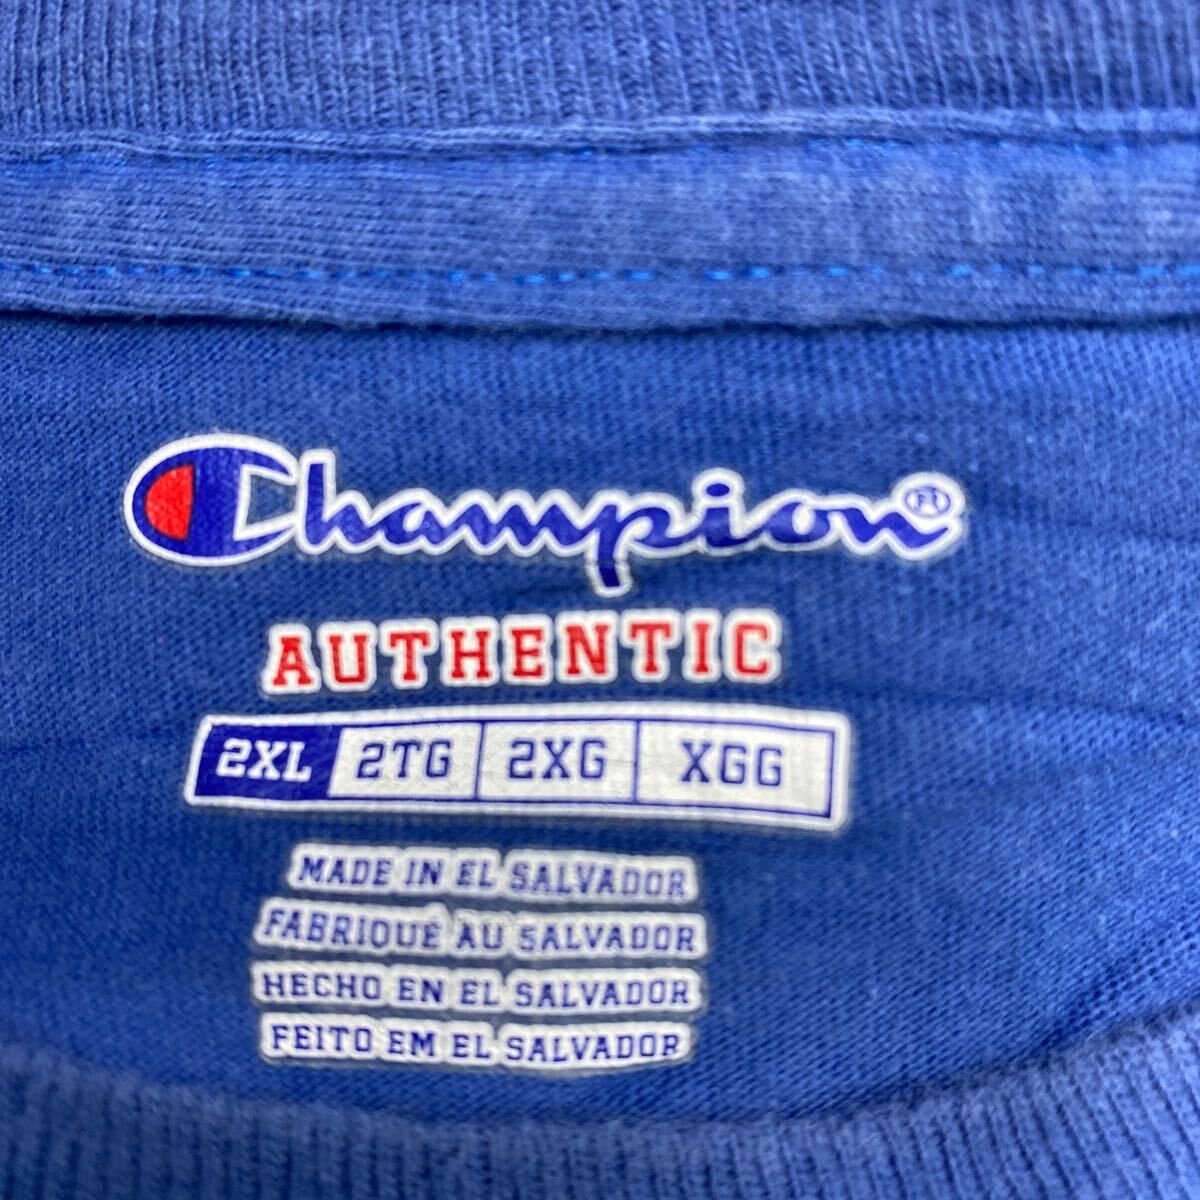 Champion®
AUTHENTIC
2XL 2TG 2XG XGG
MADE IN EL SALVADOR
FABRIQUÉ AU SALVADOR
HECHO EN EL SALVADOR
FEITO EM EL SALVADOR